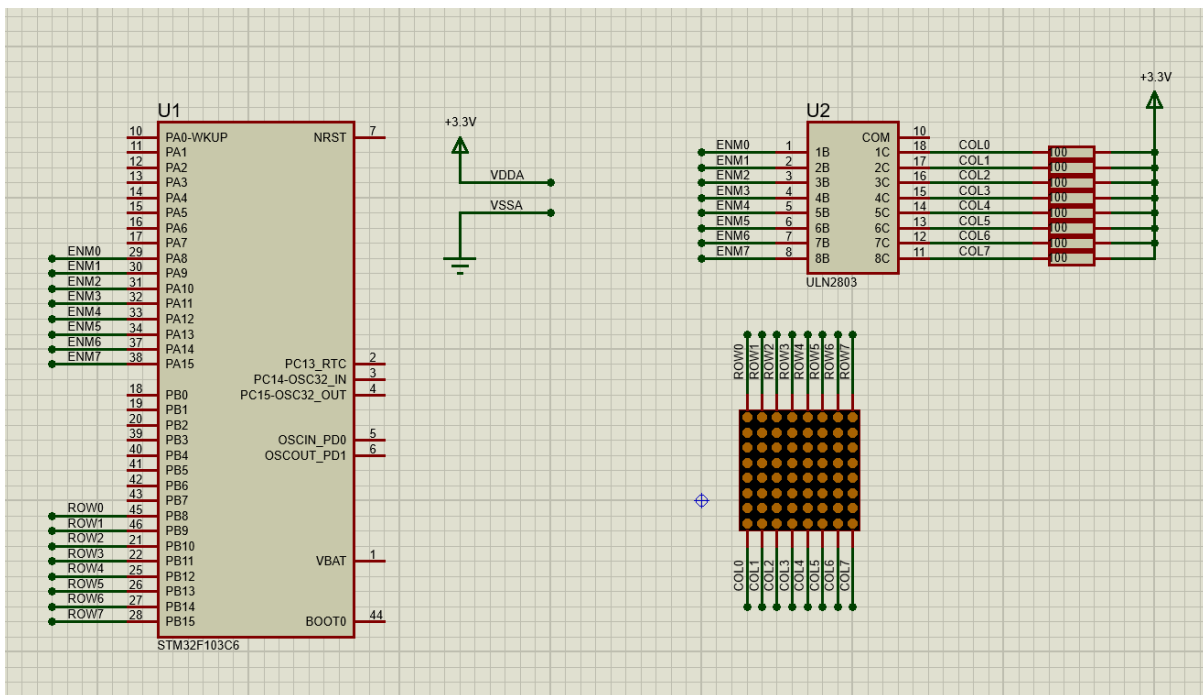 U1
10 PA0-WKUP NRST 7
11 PA1
12 PA2
13 PA3
14 PA4
15 PA5
16 PA6
17 PA7
ENM0 29 PA8
ENM1 30 PA9
ENM2 31 PA10
ENM3 32 PA11
ENM4 33 PA12
ENM5 34 PA13
ENM6 37 PA14
ENM7 38 PA15
PC13_RTC 2
PC14-OSC32_IN 3
18 PB0 PC15-OSC32_OUT 4
19 PB1
20 PB2
39 PB3 OSCIN_PD0 5
40 PB4 OSCOUT_PD1 6
41 PB5
42 PB6
43 PB7
ROW0 45 PB8
ROW1 46 PB9
ROW2 21 PB10
ROW3 22 PB11 VBAT 1
ROW4 25 PB12
ROW5 26 PB13
ROW6 27 PB14
ROW7 28 PB15 BOOT0 44
STM32F103C6
+3.3V
VDDA
VSSA
U2
+3.3V
COM 10
ENM0 1 1B 1C 18 COL0 100
ENM1 2 2B 2C 17 COL1 100
ENM2 3 3B 3C 16 COL2 100
ENM3 4 4B 4C 15 COL3 100
ENM4 5 5B 5C 14 COL4 100
ENM5 6 6B 6C 13 COL5 100
ENM6 7 7B 7C 12 COL6 100
ENM7 8 8B 8C 11 COL7 100
ULN2803
ROW0
ROW1
ROW2
ROW3
ROW4
ROW5
ROW6
ROW7
COL0
COL1
COL2
COL3
COL4
COL5
COL6
COL7